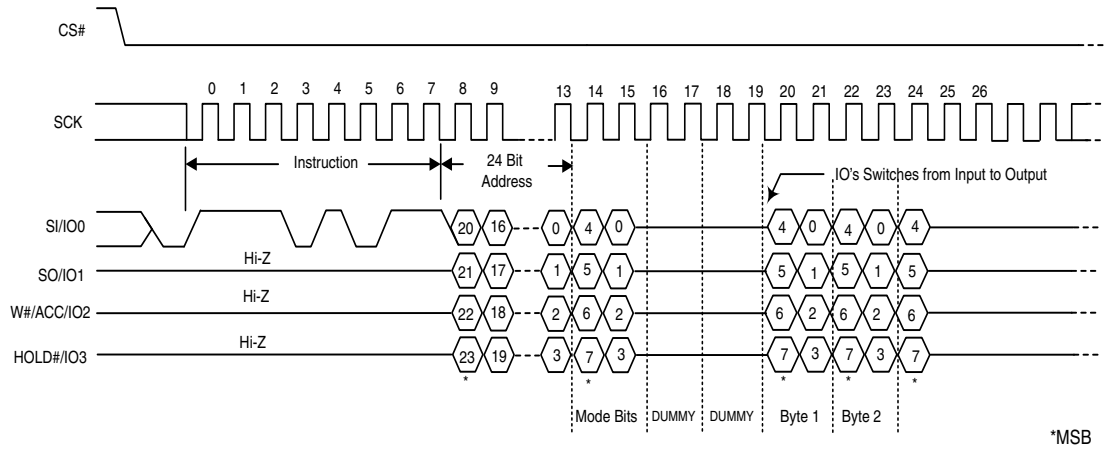 CS#
0 1 2 3 4 5 6 7 8 9 13 14 15 16 17 18 19 20 21 22 23 24 25 26
SCK
Instruction
24 Bit
Address
IO's Switches from Input to Output
SI/IO0
20 16 0 4 0 4 0 4 0 4
Hi-Z
SO/IO1
21 17 1 5 1 5 1 5 1 5
Hi-Z
W#/ACC/IO2
22 18 2 6 2 6 2 6 2 6
Hi-Z
HOLD#/IO3
23 19 3 7 3 7 3 7 3 7
* * * * *
Mode Bits DUMMY DUMMY Byte 1 Byte 2
*MSB